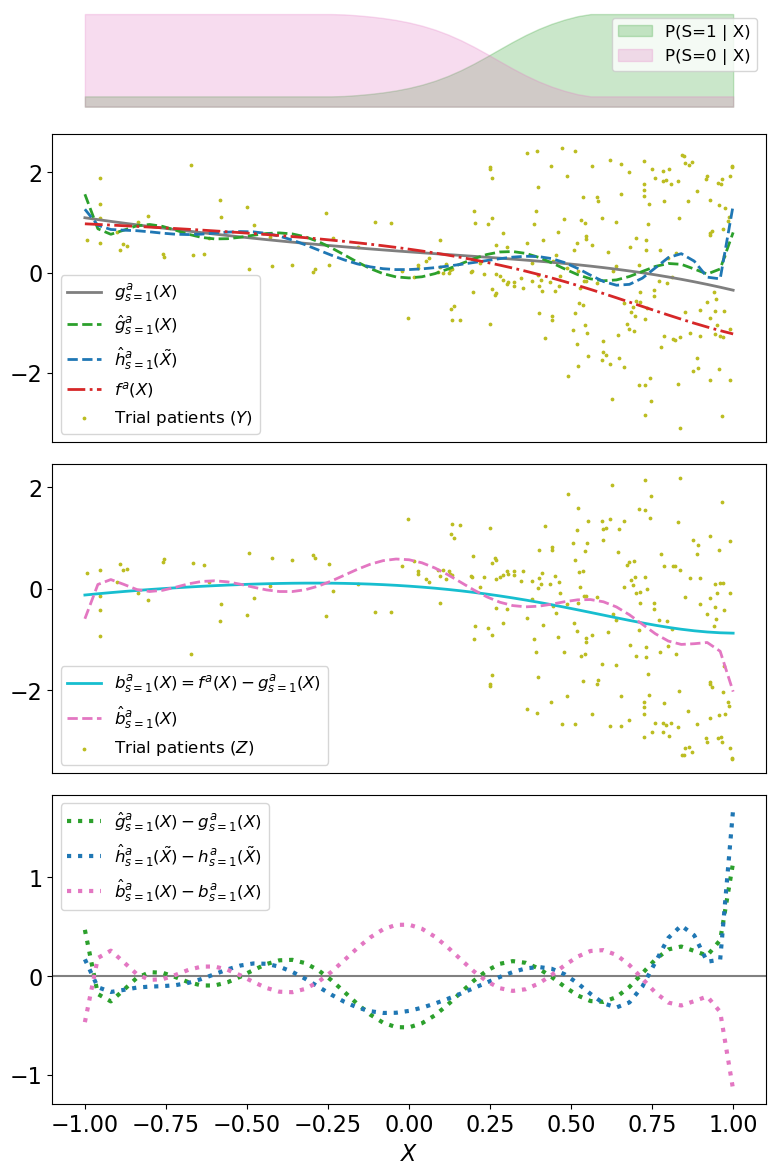 P(S=1 | X)
P(S=0 | X)
2
0
−2
g^a_{s=1}(X)
ĝ^a_{s=1}(X)
ĥ^a_{s=1}(X̃)
f^a(X)
Trial patients (Y)
2
0
−2
b^a_{s=1}(X) = f^a(X) − g^a_{s=1}(X)
b̂^a_{s=1}(X)
Trial patients (Z)
1
0
−1
ĝ^a_{s=1}(X) − g^a_{s=1}(X)
ĥ^a_{s=1}(X̃) − h^a_{s=1}(X̃)
b̂^a_{s=1}(X) − b^a_{s=1}(X)
−1.00 −0.75 −0.50 −0.25 0.00 0.25 0.50 0.75 1.00
X